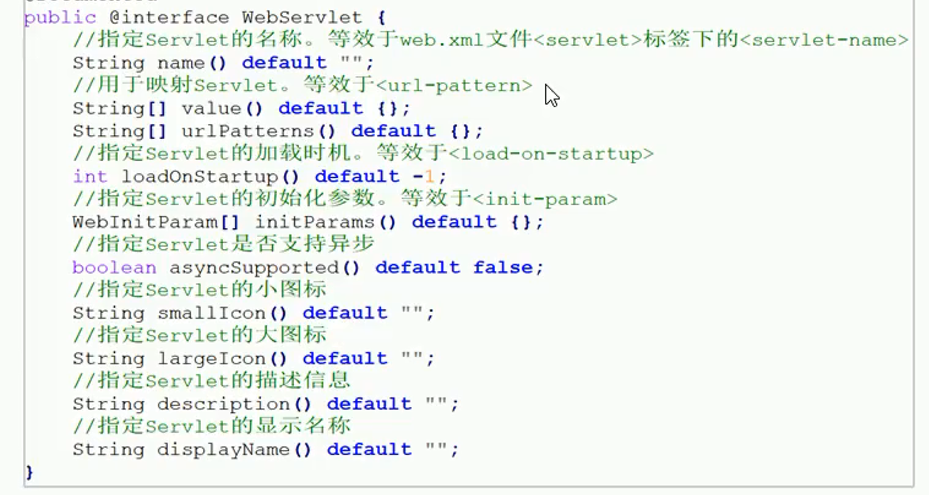 public @interface WebServlet {
//指定Servlet的名称。等效于web.xml文件<servlet>标签下的<servlet-name>
String name() default "";
//用于映射Servlet。等效于<url-pattern>
String[] value() default {};
String[] urlPatterns() default {};
//指定Servlet的加载时机。等效于<load-on-startup>
int loadOnStartup() default -1;
//指定Servlet的初始化参数。等效于<init-param>
WebInitParam[] initParams() default {};
//指定Servlet是否支持异步
boolean asyncSupported() default false;
//指定Servlet的小图标
String smallIcon() default "";
//指定Servlet的大图标
String largeIcon() default "";
//指定Servlet的描述信息
String description() default "";
//指定Servlet的显示名称
String displayName() default "";
}